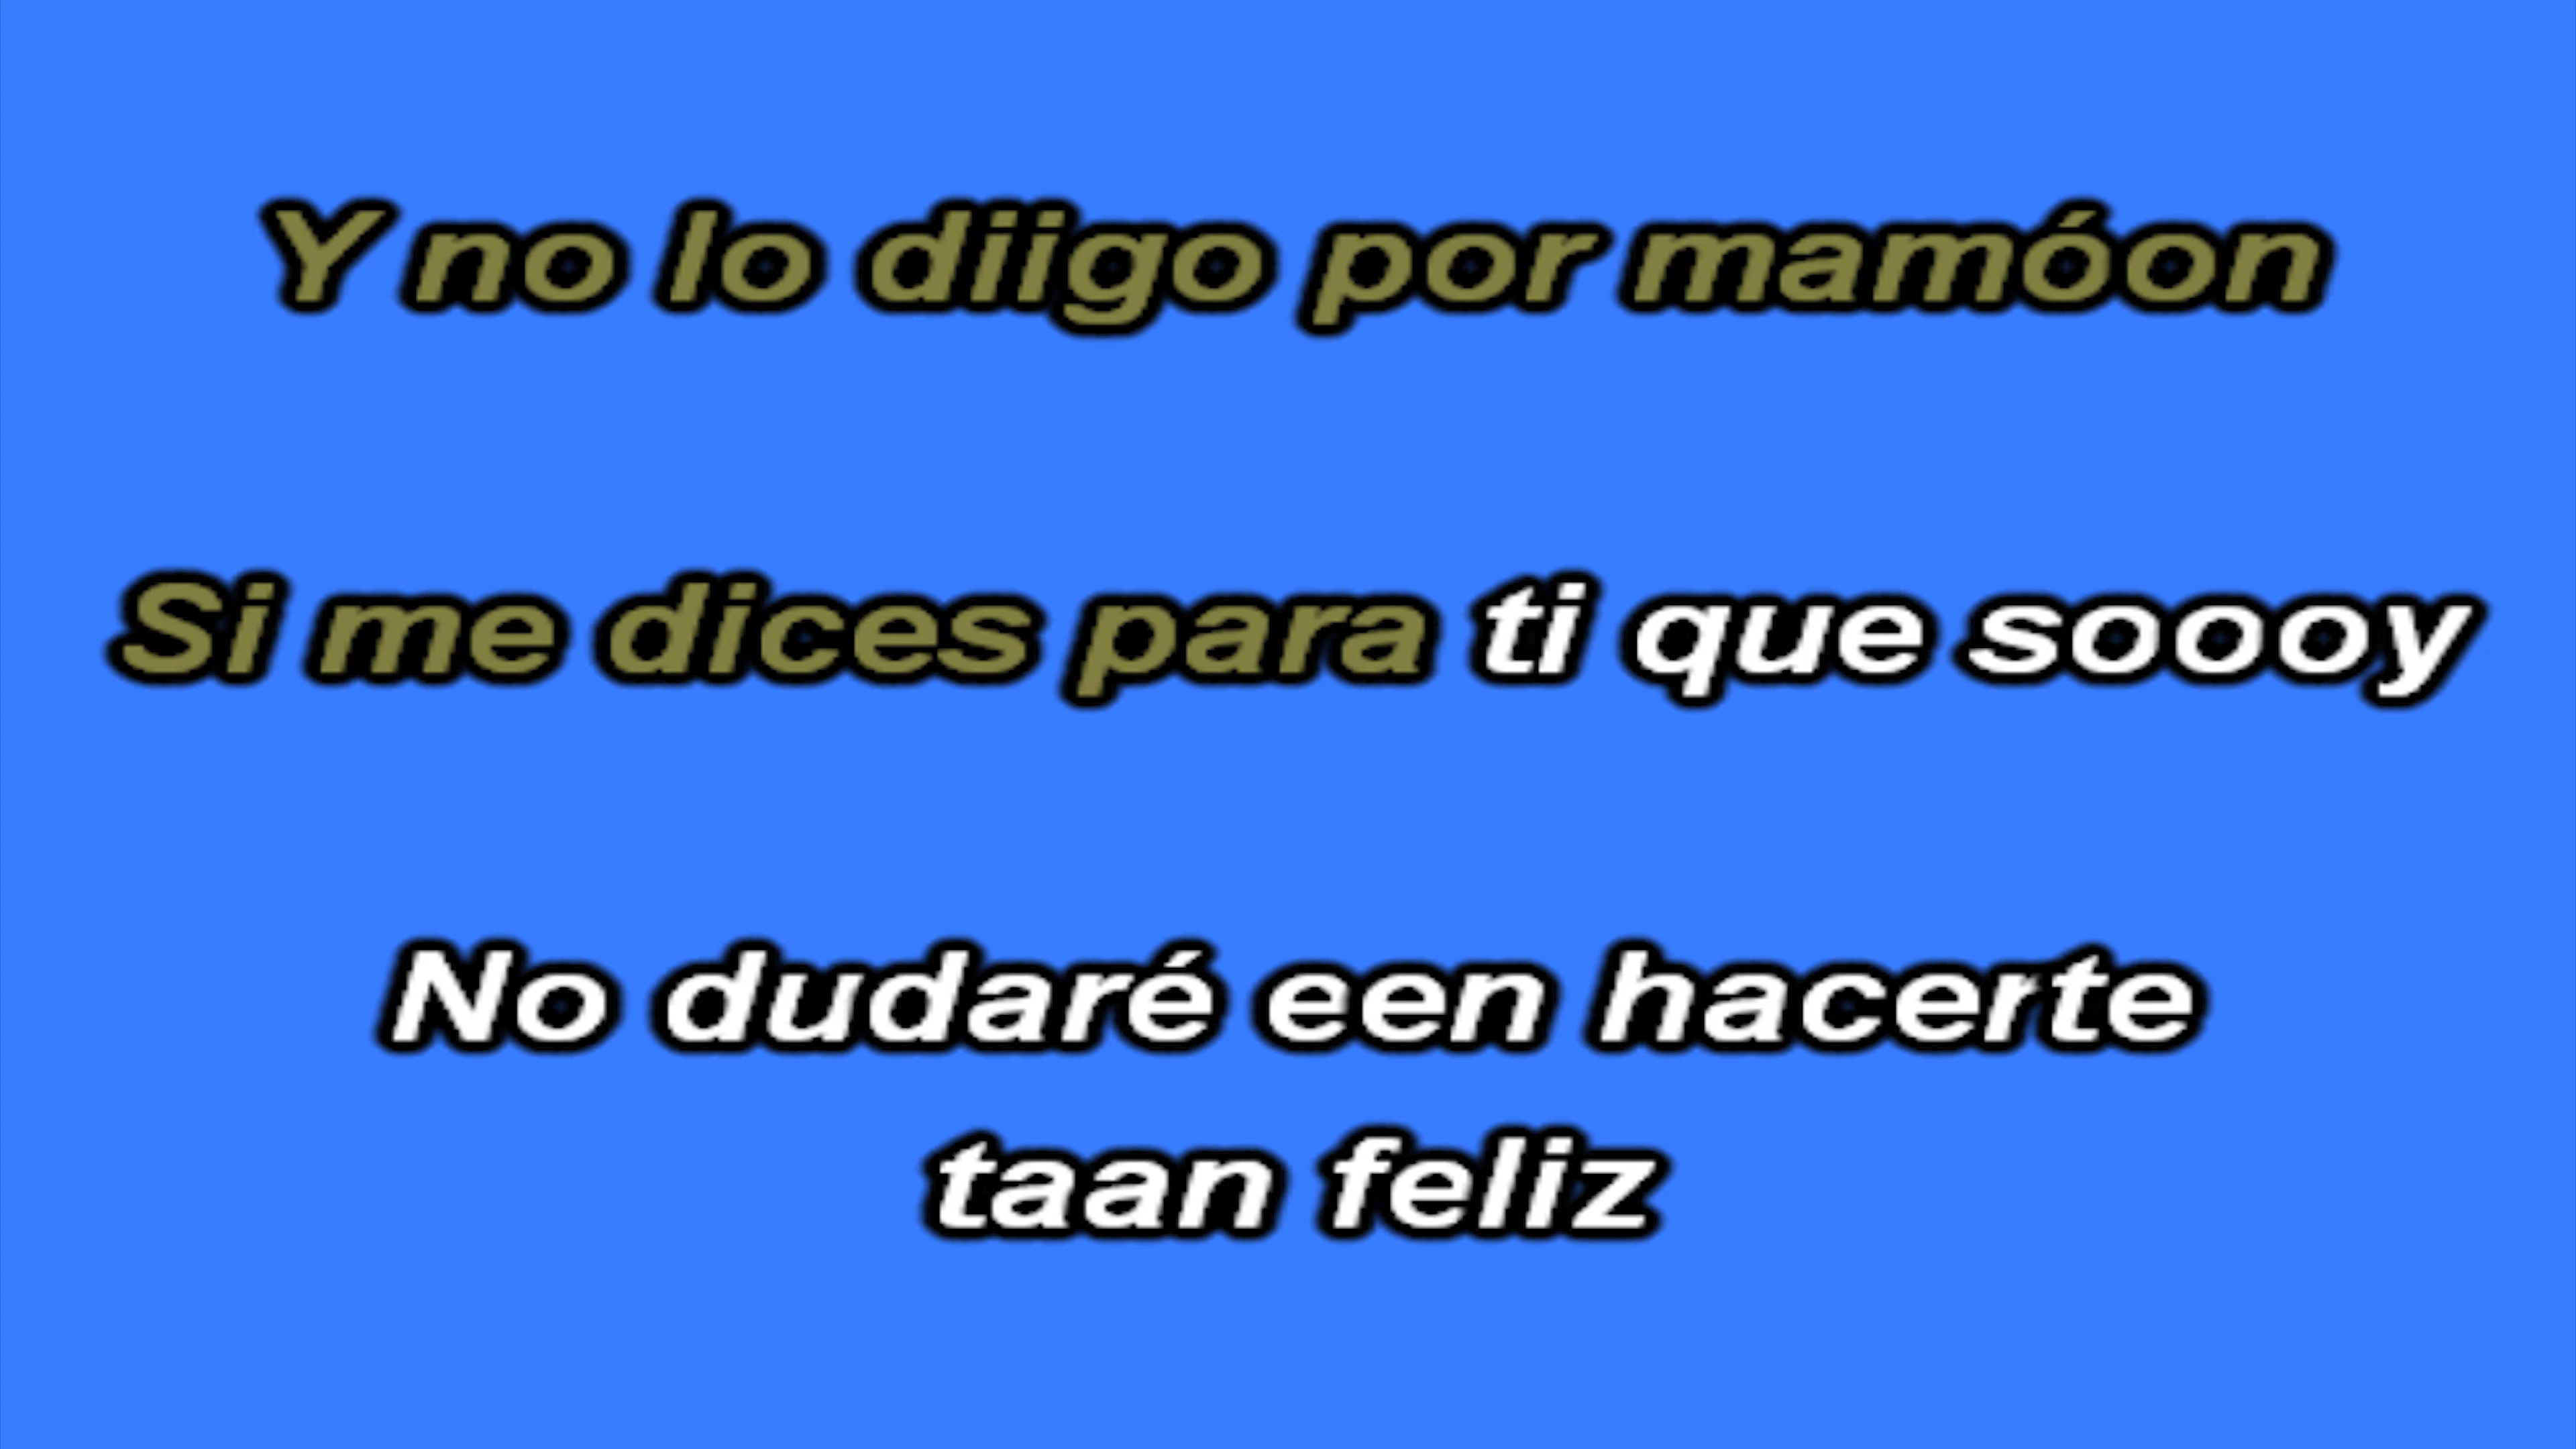 Y no lo diigo por mamóon
Si me dices para ti que soooy
No dudaré een hacerte
taan feliz